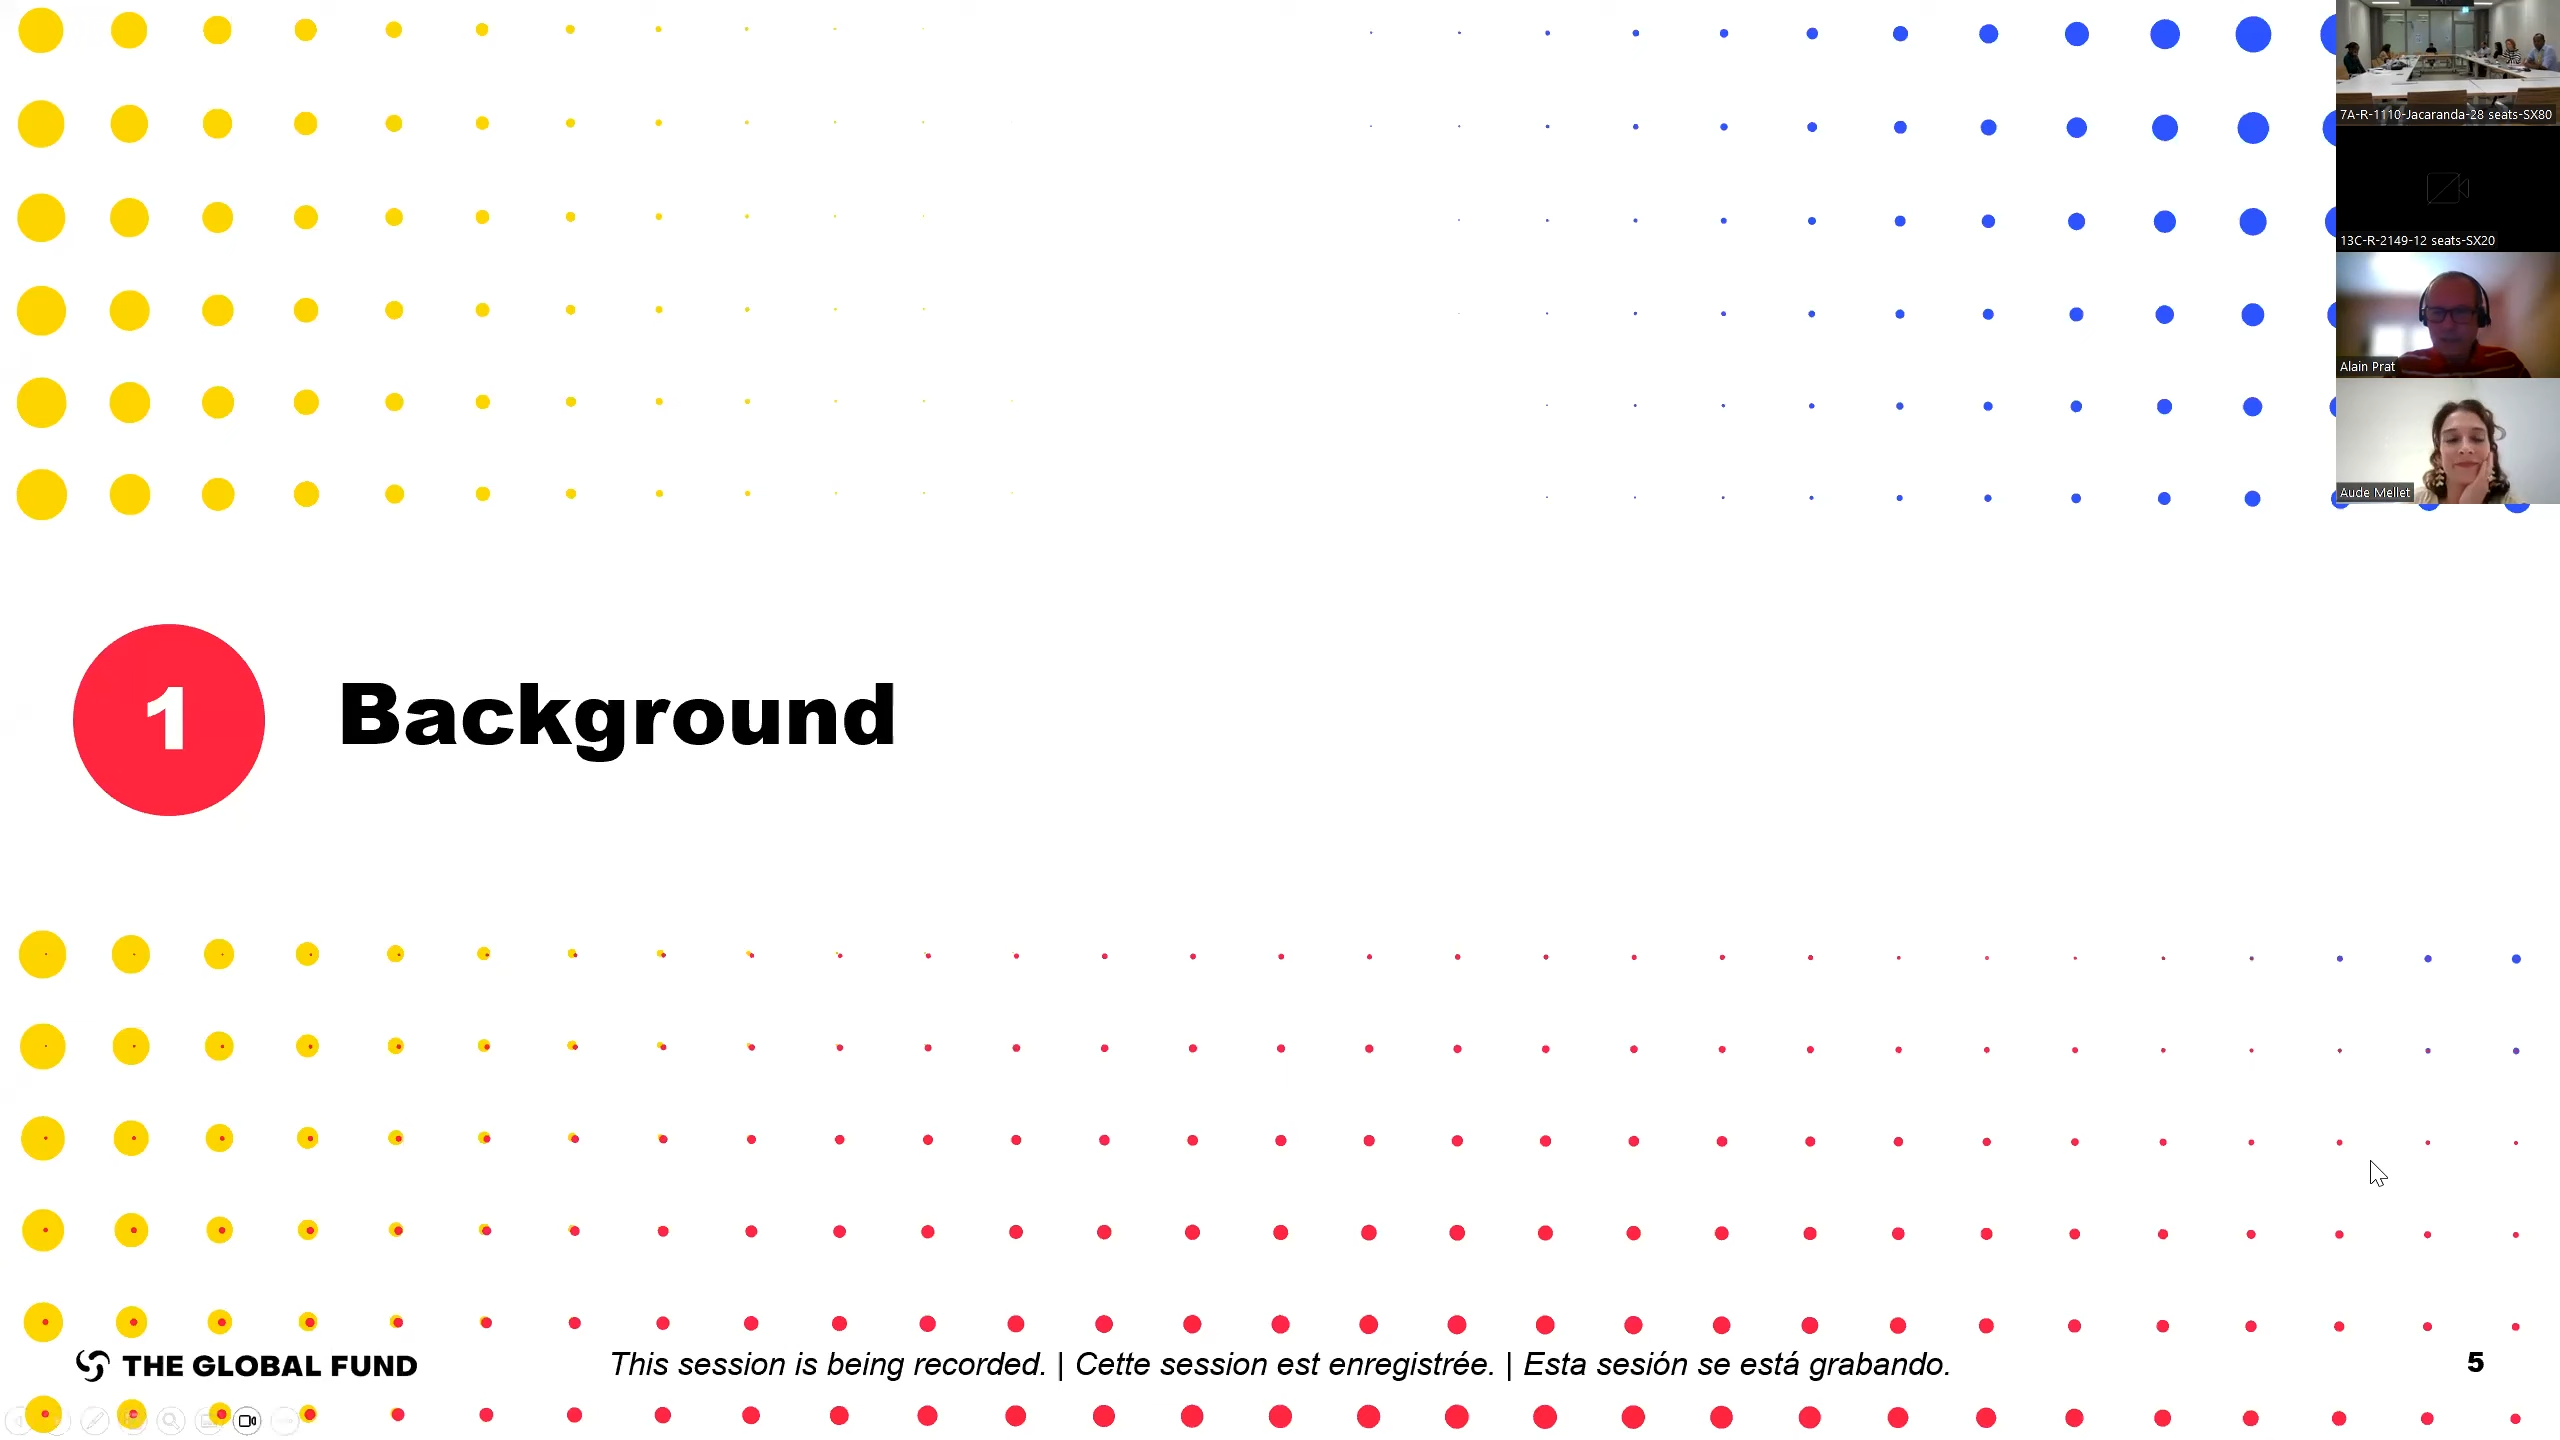 7A-R-1110-Jacaranda-28 seats-SX80
13C-R-2149-12 seats-SX20
Alain Prat
Aude Mellet
1
Background
THE GLOBAL FUND
This session is being recorded. | Cette session est enregistrée. | Esta sesión se está grabando.
5